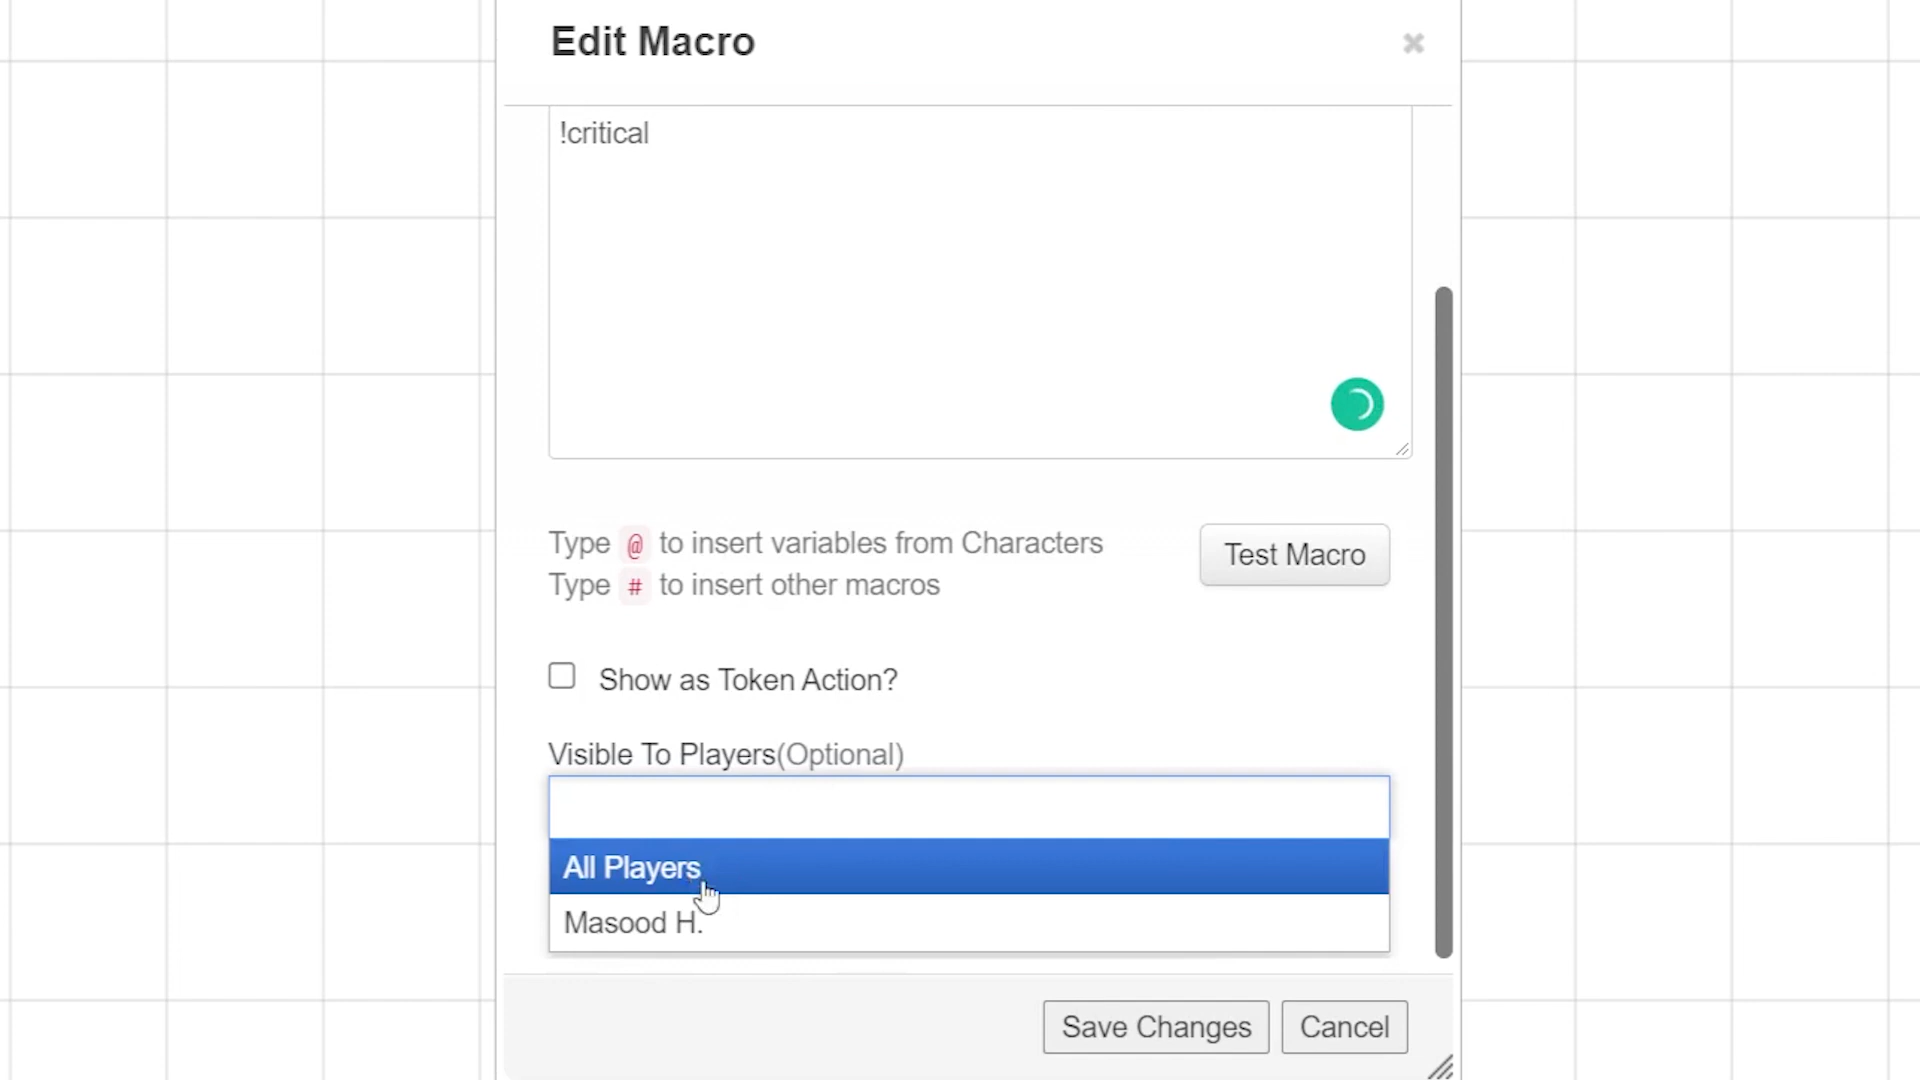 Edit Macro
!critical
Type @ to insert variables from Characters
Type # to insert other macros
Test Macro
Show as Token Action?
Visible To Players(Optional)
All Players
Masood H.
Save Changes
Cancel